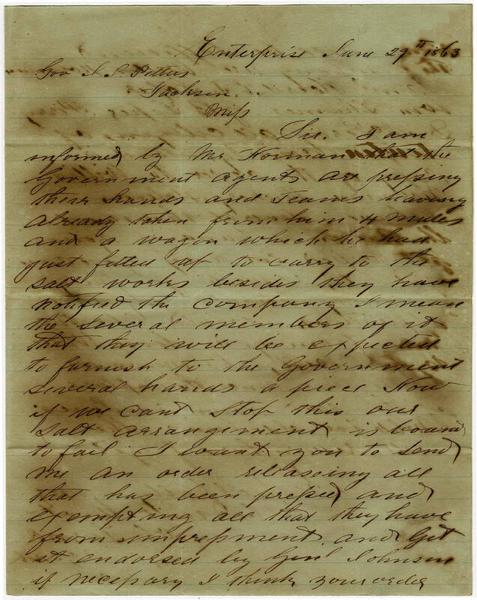 Enterprise June 29th 1863
Gov J. J. Pettus
Jackson
Miss
Sir. I am
informed by Mr that the
Government agents are pressing
there hands and Teams having
already taken from him 4 mules
and a wagon which he had
just fitted up to carry to the
salt works besides they have
notified the Company I mean
the several members of it
that they will be expected
to furnish to the Government
several hands a piece Now
if we cant stop this our
salt arrangement is bound
to fail I want you to send
me an order releasing all
that has been pressed and
exempting all that they have
from impressment. and Get
it endorsed by Genl Johnson
if necessary I think your order